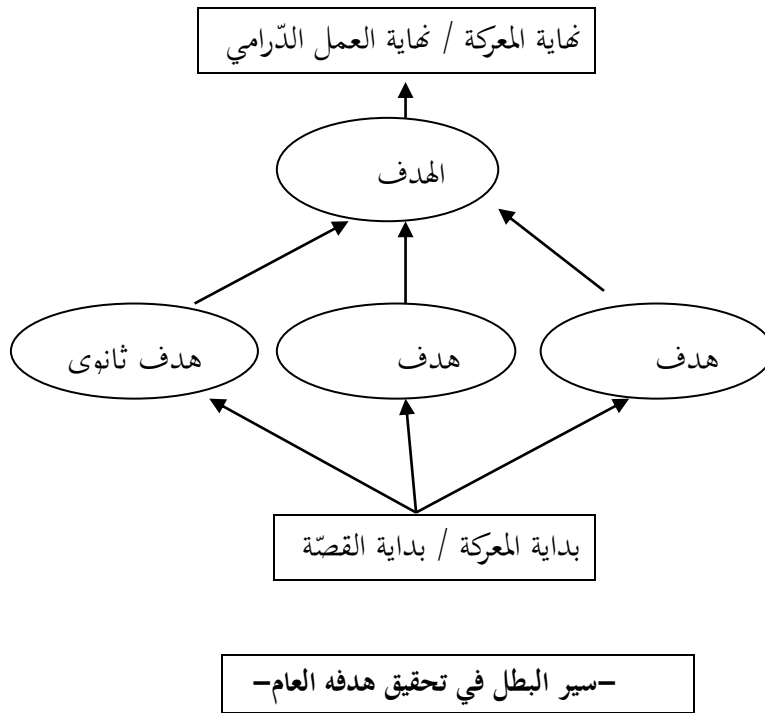 نهاية المعركة / نهاية العمل الدّرامي
الهدف
هدف
هدف
هدف ثانوي
بداية المعركة / بداية القصّة
–سير البطل في تحقيق هدفه العام–